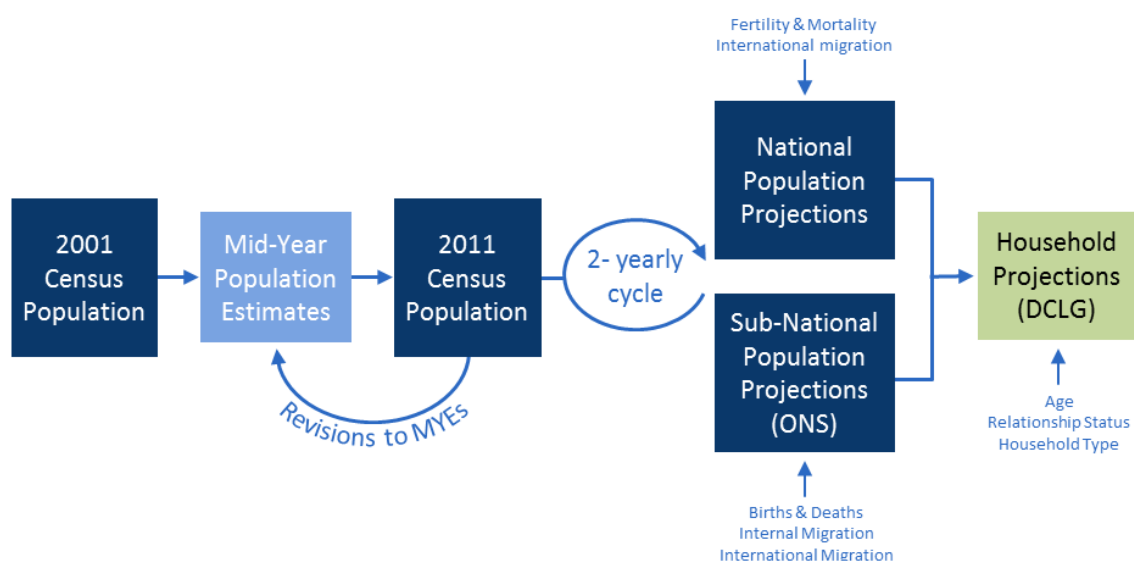 2001
Census
Population
Mid-Year
Population
Estimates
2011
Census
Population
Revisions to MYEs
2- yearly
cycle
Fertility & Mortality
International migration
National
Population
Projections
Sub-National
Population
Projections
(ONS)
Births & Deaths
Internal Migration
International Migration
Household
Projections
(DCLG)
Age
Relationship Status
Household Type